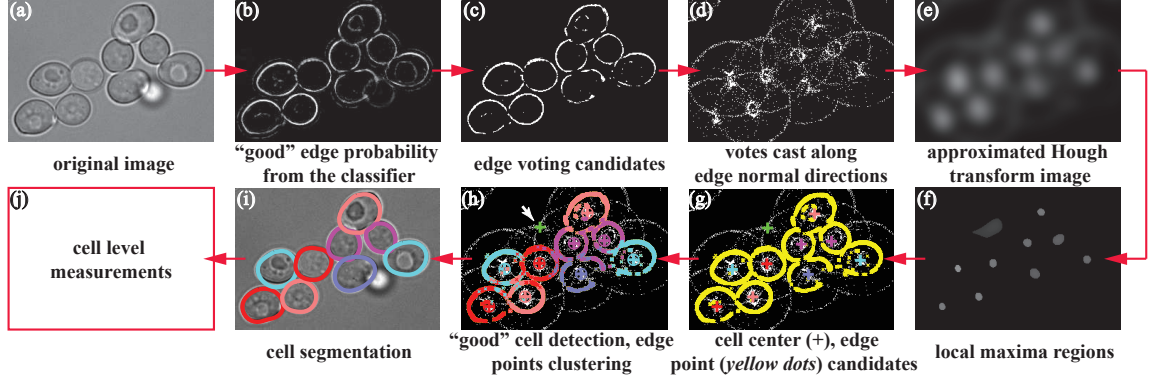 (a)
(b)
(c)
(d)
(e)
original image
"good" edge probability
from the classifier
edge voting candidates
votes cast along
edge normal directions
approximated Hough
transform image
(j)
(i)
(h)
(g)
(f)
cell level
measurements
cell segmentation
"good" cell detection, edge
points clustering
cell center (+), edge
point (yellow dots) candidates
local maxima regions